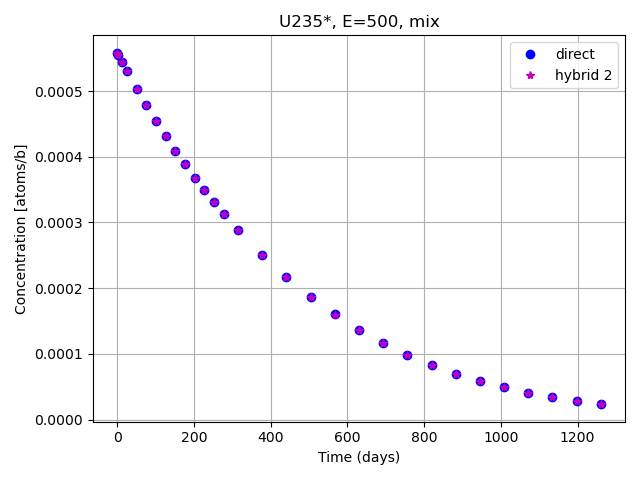 U235*, E=500, mix
direct
hybrid 2
Concentration [atoms/b]
0.0005
0.0004
0.0003
0.0002
0.0001
0.0000
0 200 400 600 800 1000 1200
Time (days)